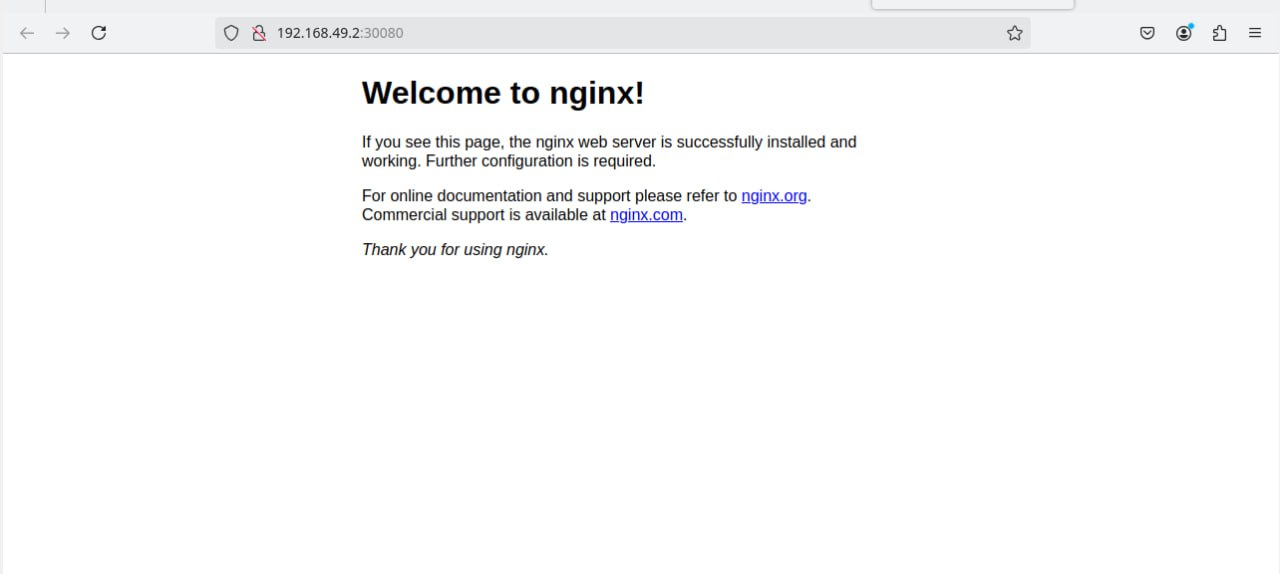 192.168.49.2:30080
Welcome to nginx!
If you see this page, the nginx web server is successfully installed and
working. Further configuration is required.
For online documentation and support please refer to nginx.org.
Commercial support is available at nginx.com.
Thank you for using nginx.